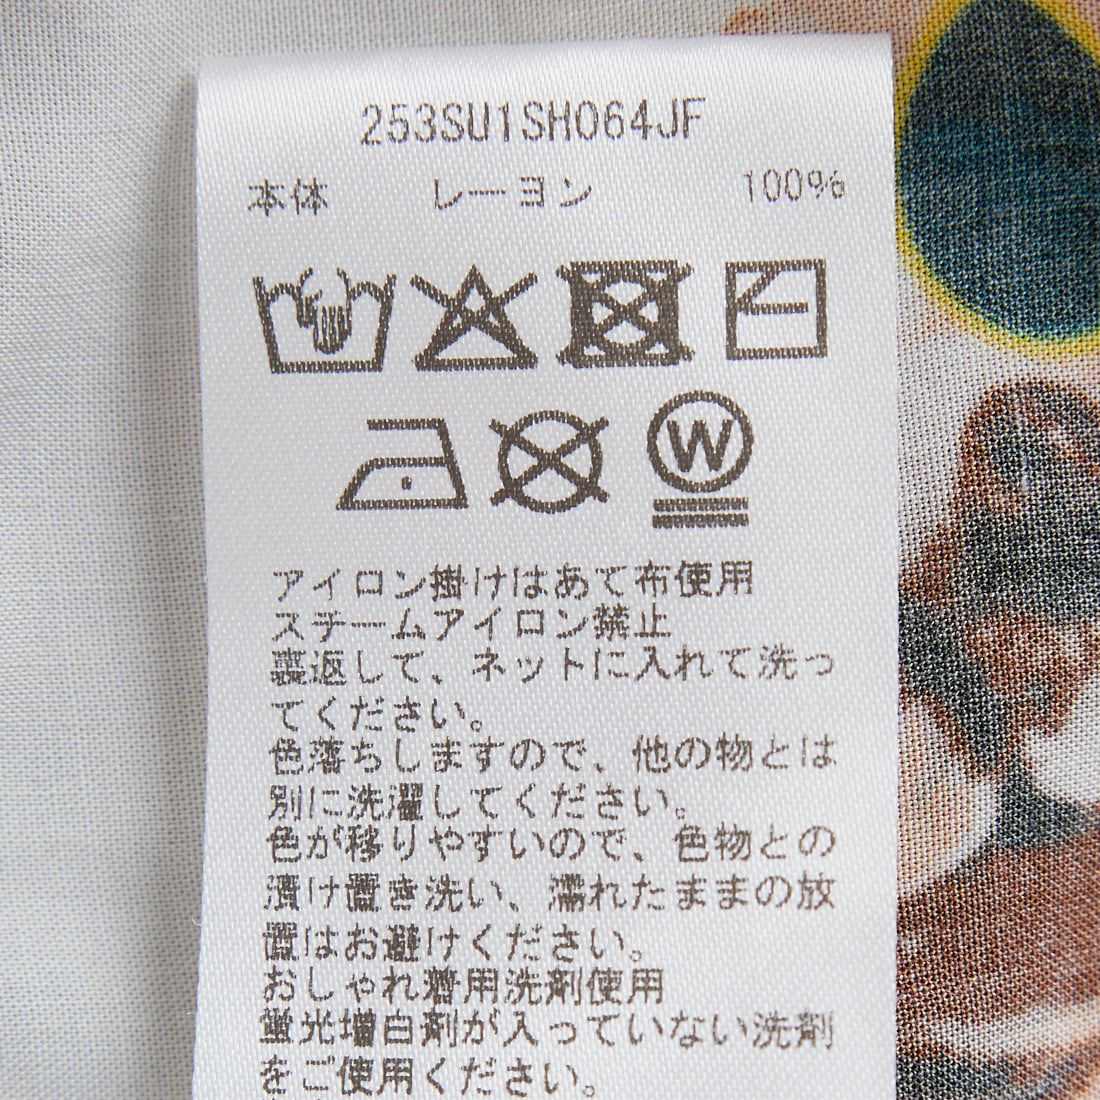 253SU1SH064JF
本体 レーヨン 100%
W
アイロン掛けはあて布使用
スチームアイロン禁止
裏返して、ネットに入れて洗っ
てください。
色落ちしますので、他の物とは
別に洗濯してください。
色が移りやすいので、色物との
漬け置き洗い、濡れたままの放
置はお避けください。
おしゃれ着用洗剤使用
蛍光増白剤が入っていない洗剤
をご使用ください。